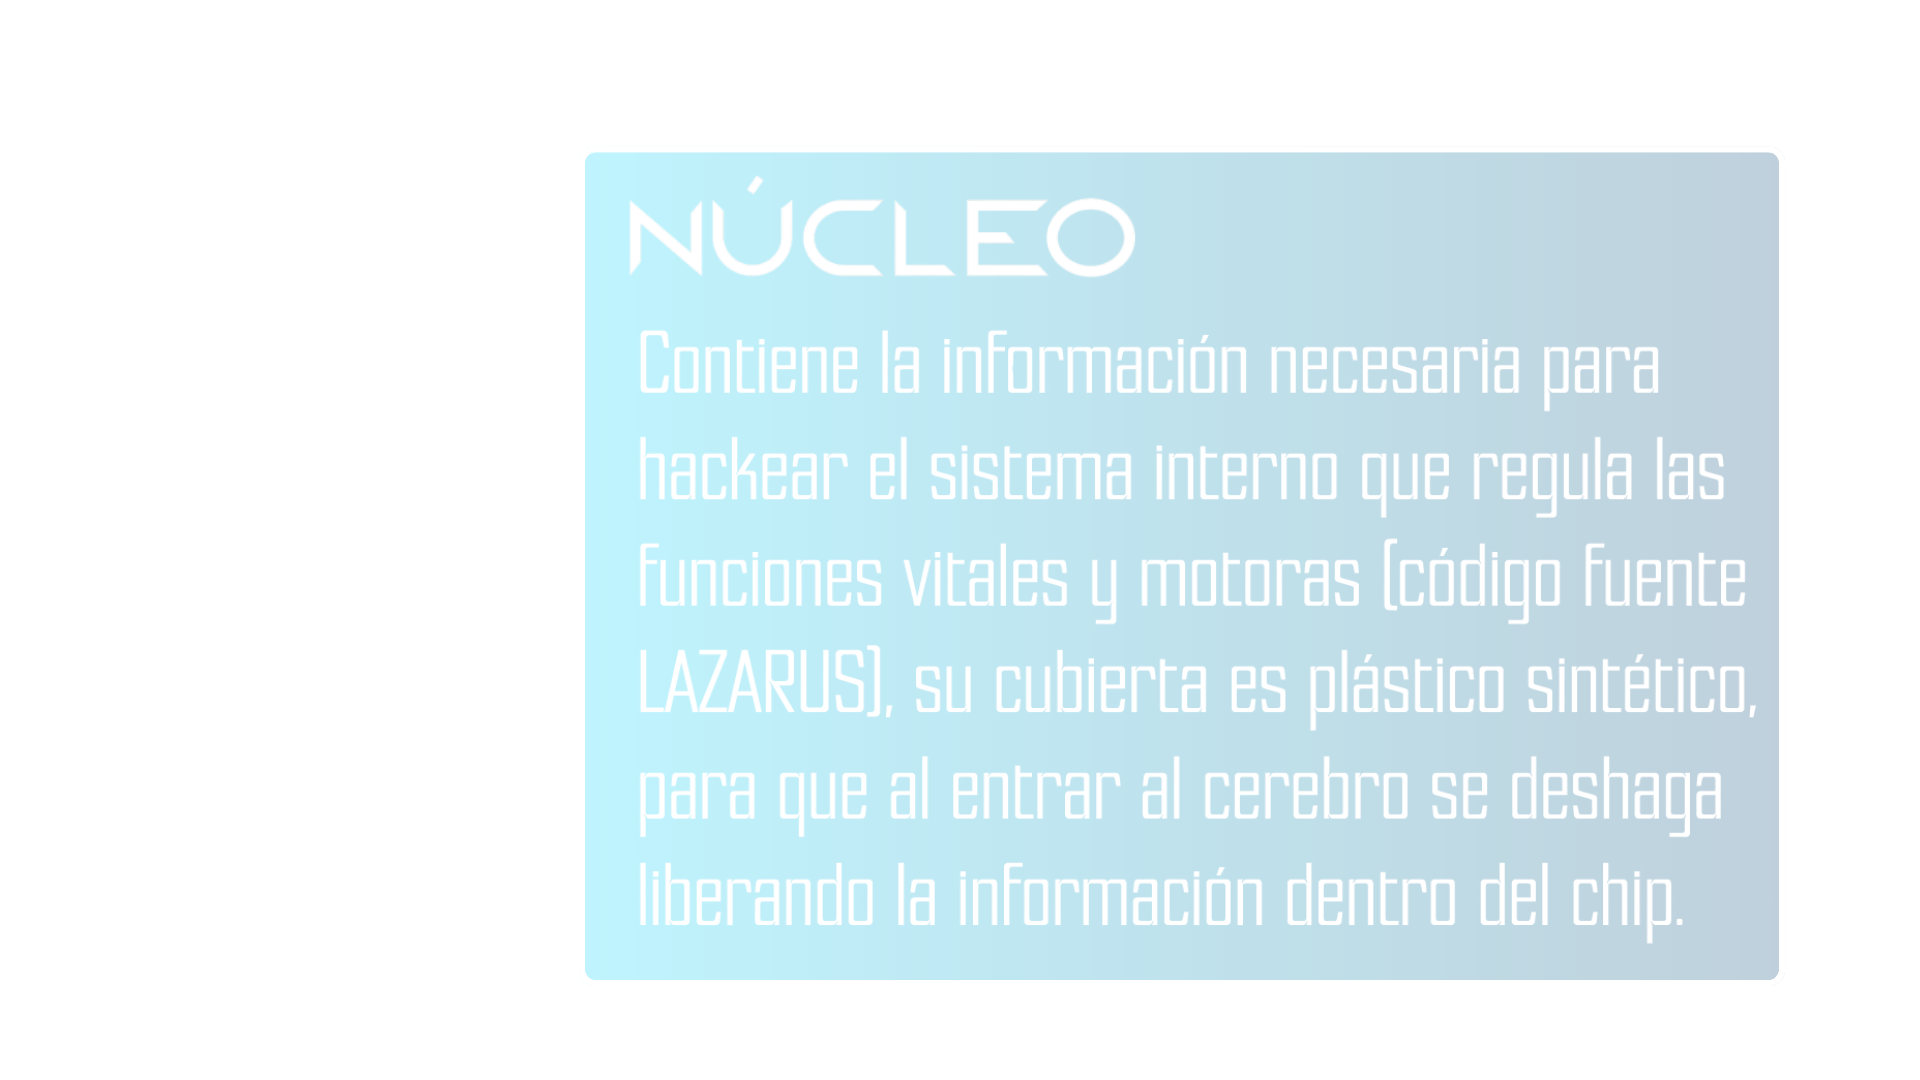 NÚCLEO
Contiene la información necesaria para
hackear el sistema interno que regula las
funciones vitales y motoras (código fuente
LAZARUS), su cubierta es plástico sintético,
para que al entrar al cerebro se deshaga
liberando la información dentro del chip.